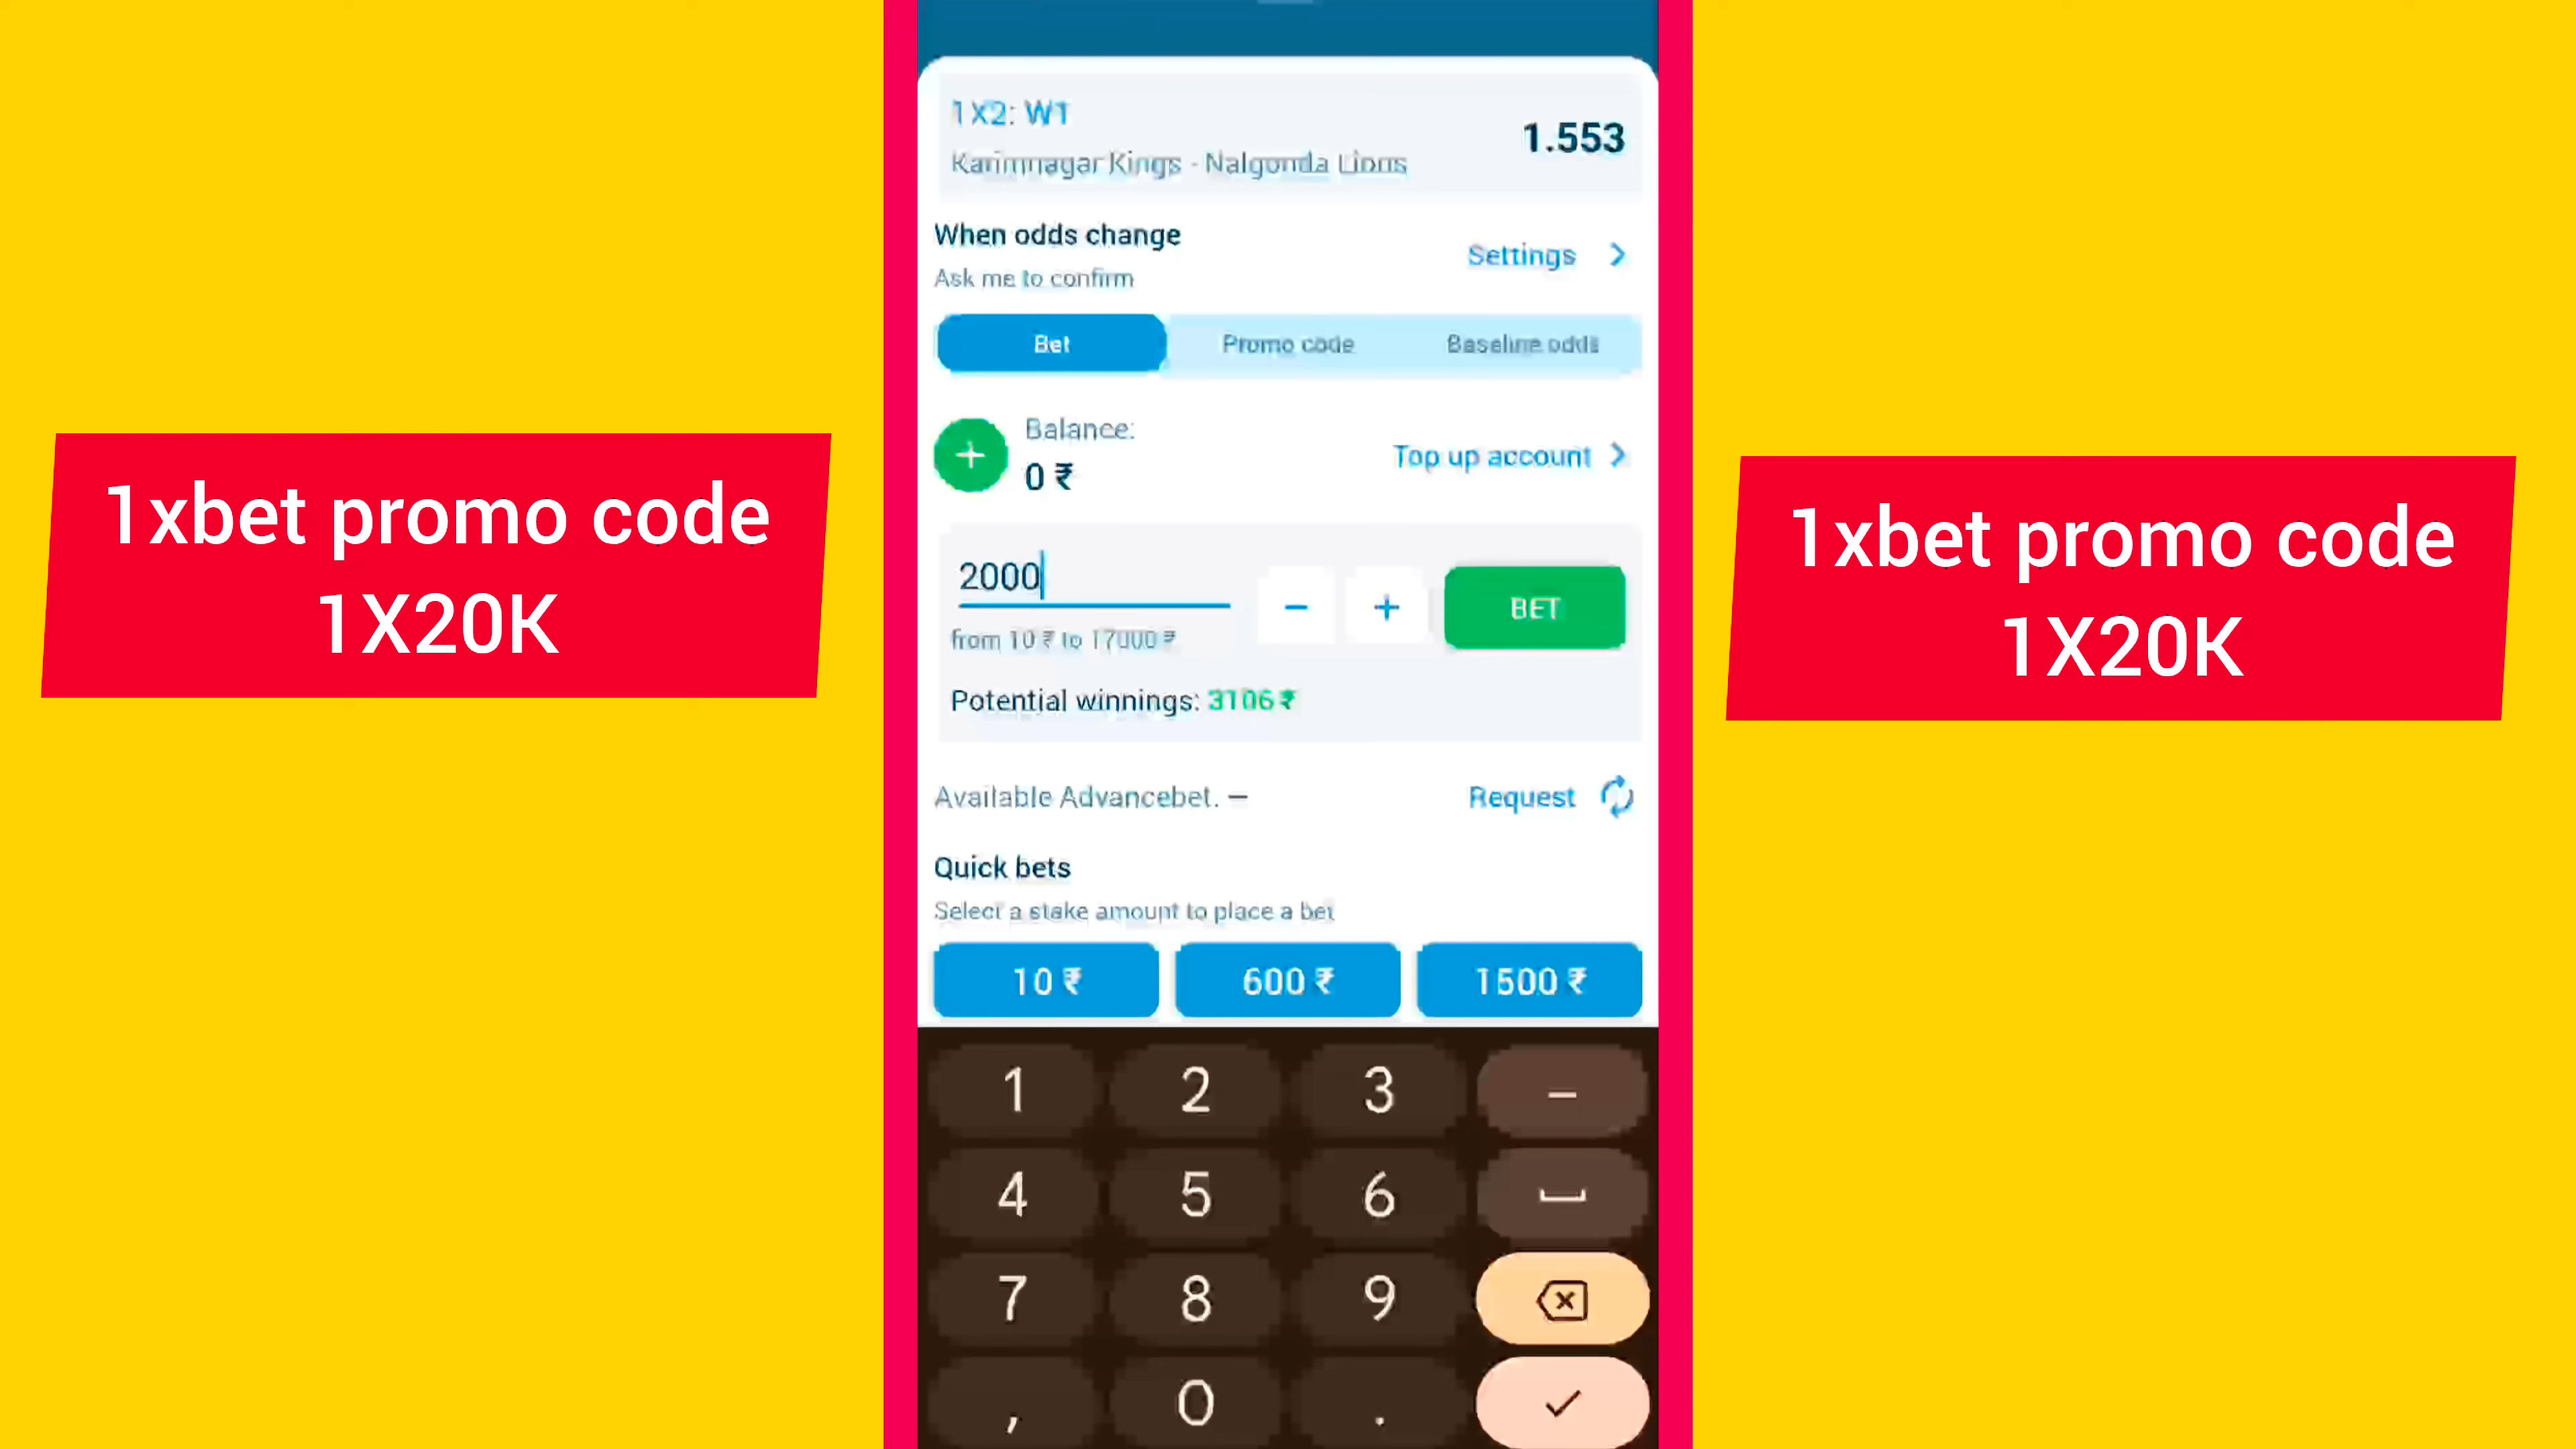 1xbet promo code
1X20K
1X2: W1
1.553
Karimnagar Kings - Nalgonda Lions
When odds change
Ask me to confirm
Settings
Bet
Promo code
Baseline odds
Balance:
0 ₹
Top up account
2000
BET
from 10 ₹ to 17000 ₹
Potential winnings: 3106 ₹
Available Advancebet. —
Request
Quick bets
Select a stake amount to place a bet
10 ₹
600 ₹
1500 ₹
1 2 3 –
4 5 6
7 8 9
, 0 .
1xbet promo code
1X20K